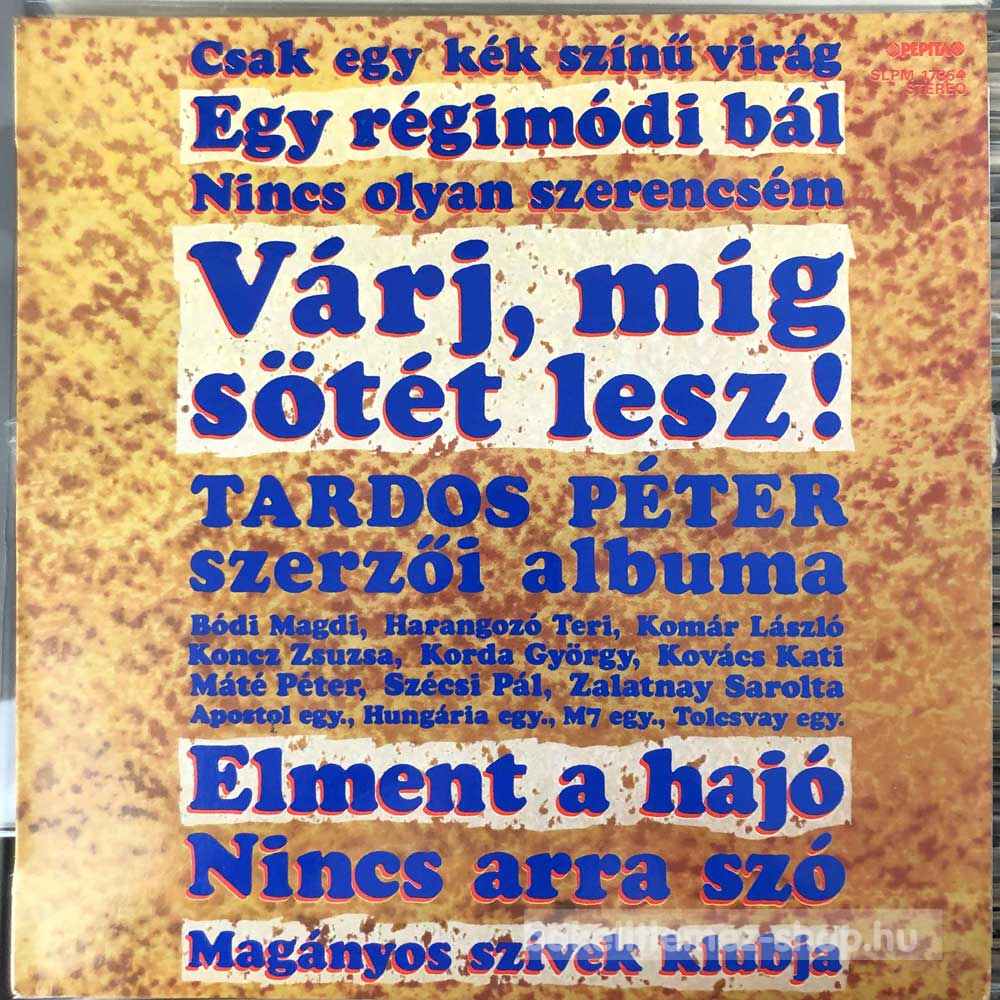 Csak egy kék színű virág
PEPITA
SLPM 17864
STEREO
Egy régimódi bál
Nincs olyan szerencsém
Várj, míg
sötét lesz!
TARDOS PÉTER
szerzői albuma
Bódi Magdi, Harangozó Teri, Komár László
Koncz Zsuzsa, Korda György, Kovács Kati
Máté Péter, Szécsi Pál, Zalatnay Sarolta
Apostol egy., Hungária egy., M7 egy., Tolcsvay egy.
Elment a hajó
Nincs arra szó
bakelitlemez-shop.hu
Magányos szívek klubja